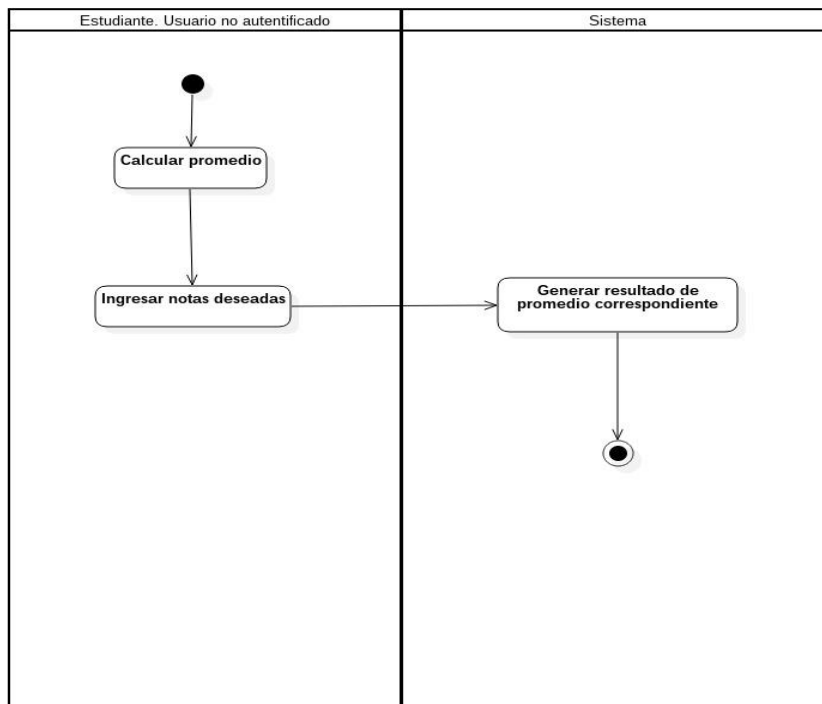 Estudiante. Usuario no autentificado
Sistema
Calcular promedio
Ingresar notas deseadas
Generar resultado de
promedio correspondiente